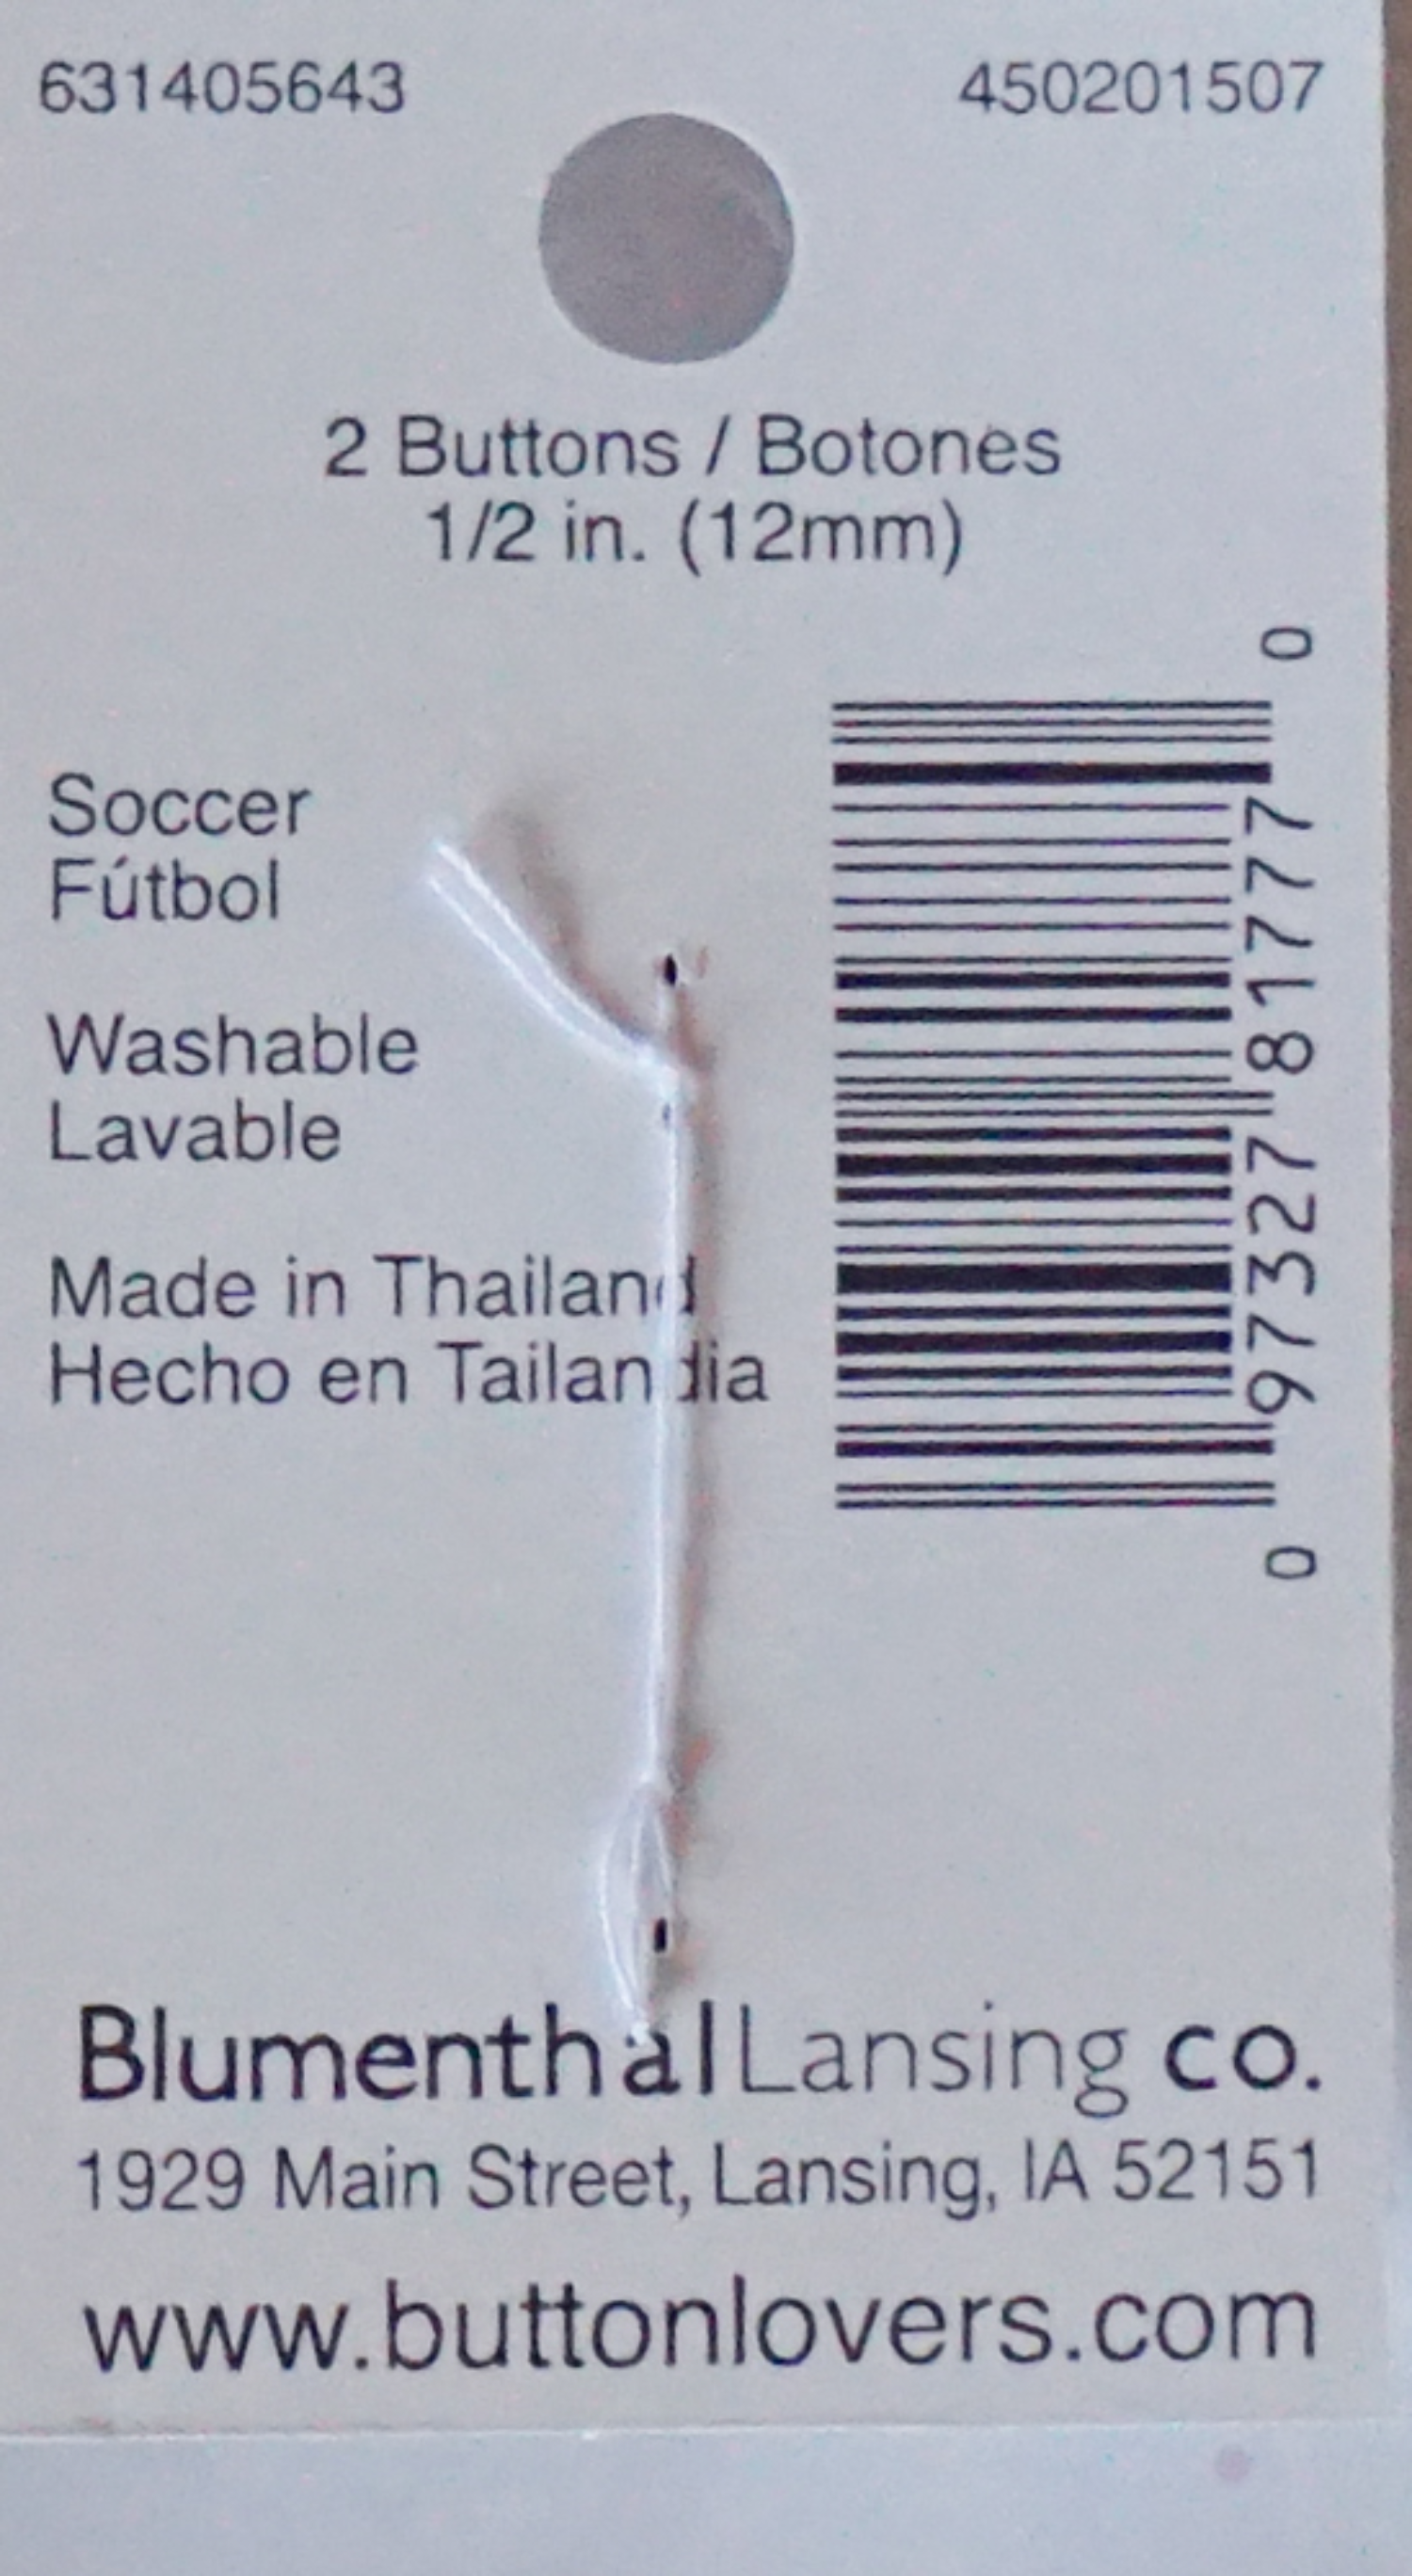 631405643 450201507
2 Buttons / Botones
1/2 in. (12mm)
Soccer
Fútbol
Washable
Lavable
Made in Thailand
Hecho en Tailandia
0 97327 81777 0
BlumenthalLansing co.
1929 Main Street, Lansing, IA 52151
www.buttonlovers.com